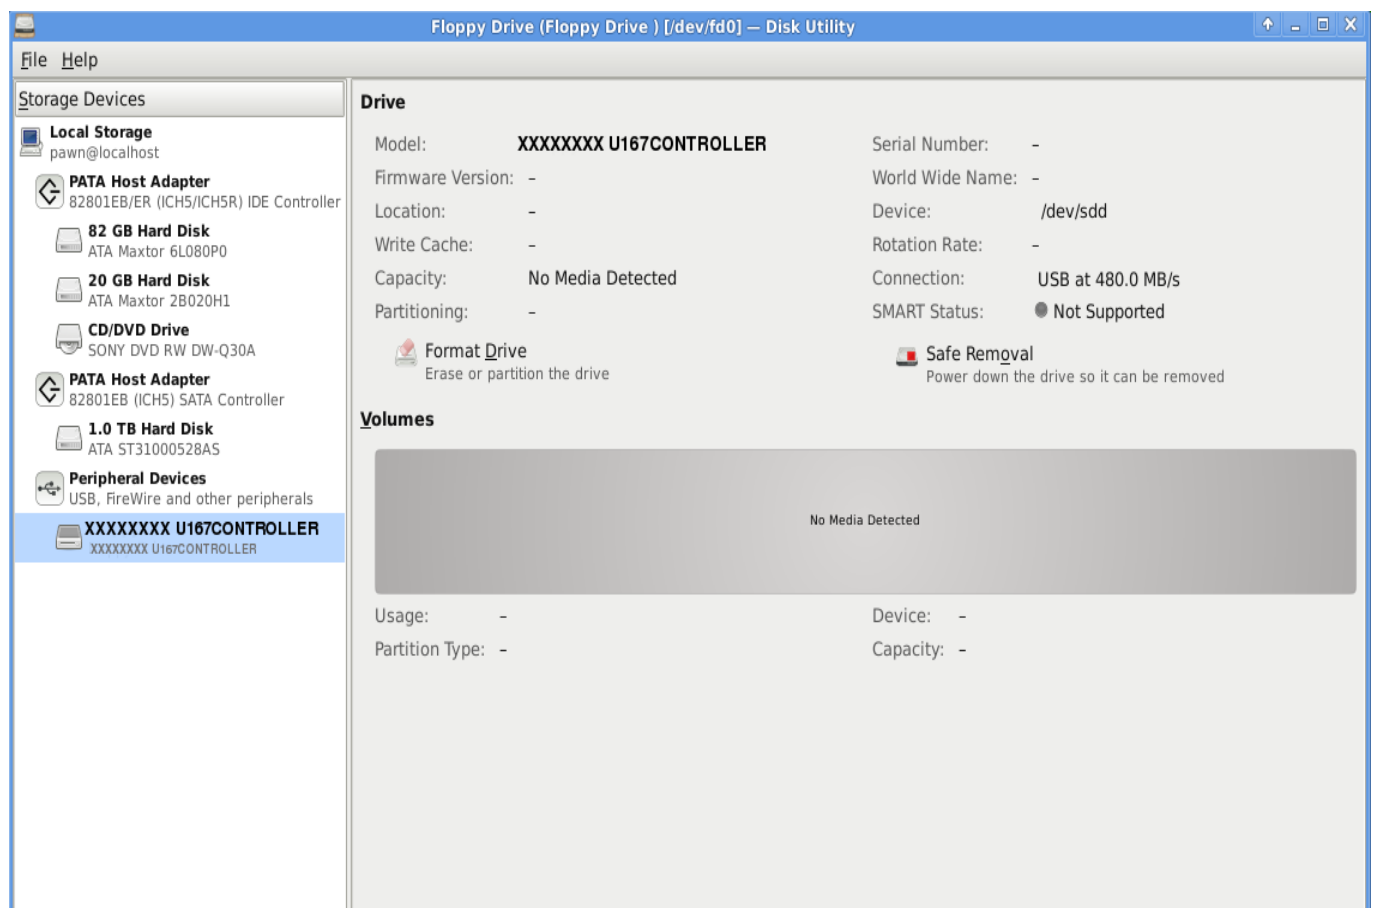 Floppy Drive (Floppy Drive ) [/dev/fd0] — Disk Utility
File Help
Storage Devices
Local Storage
pawn@localhost
PATA Host Adapter
82801EB/ER (ICH5/ICH5R) IDE Controller
82 GB Hard Disk
ATA Maxtor 6L080P0
20 GB Hard Disk
ATA Maxtor 2B020H1
CD/DVD Drive
SONY DVD RW DW-Q30A
PATA Host Adapter
82801EB (ICH5) SATA Controller
1.0 TB Hard Disk
ATA ST31000528AS
Peripheral Devices
USB, FireWire and other peripherals
XXXXXXXX U167CONTROLLER
XXXXXXXX U167CONTROLLER
Drive
Model: XXXXXXXX U167CONTROLLER
Serial Number: –
Firmware Version: –
World Wide Name: –
Location: –
Device: /dev/sdd
Write Cache: –
Rotation Rate: –
Capacity: No Media Detected
Connection: USB at 480.0 MB/s
Partitioning: –
SMART Status: Not Supported
Format Drive
Erase or partition the drive
Safe Removal
Power down the drive so it can be removed
Volumes
No Media Detected
Usage: –
Device: –
Partition Type: –
Capacity: –